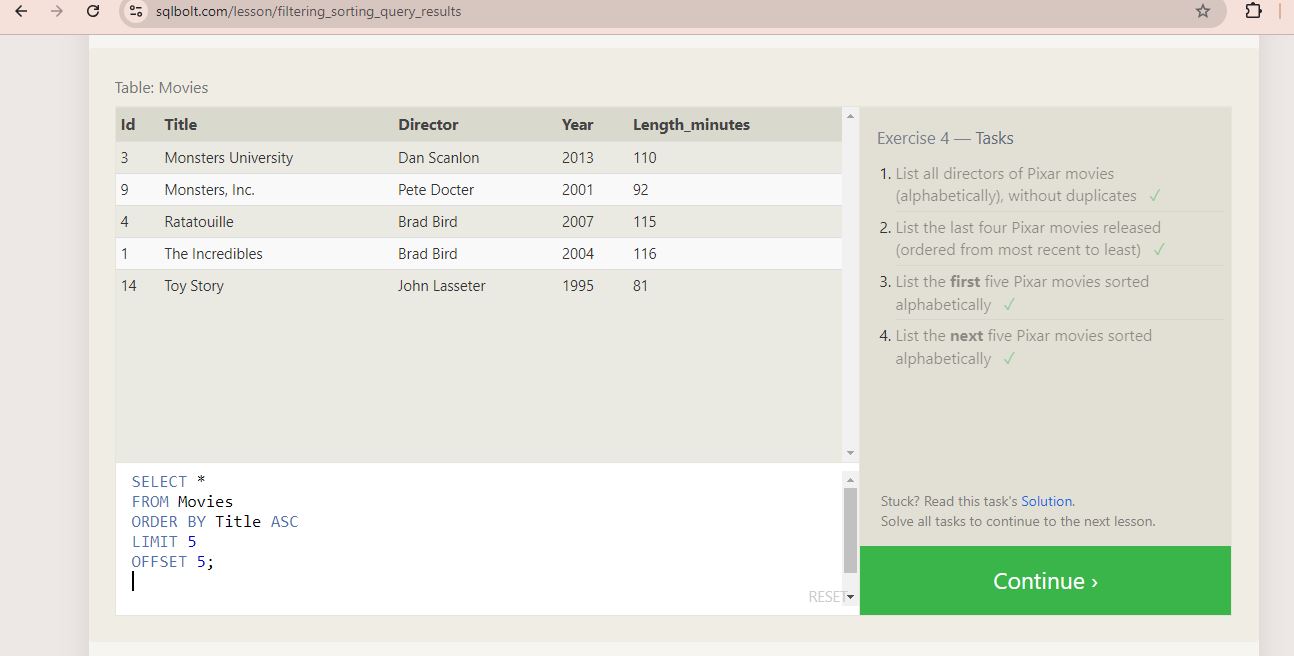 sqlbolt.com/lesson/filtering_sorting_query_results
Table: Movies
Id Title Director Year Length_minutes
3 Monsters University Dan Scanlon 2013 110
9 Monsters, Inc. Pete Docter 2001 92
4 Ratatouille Brad Bird 2007 115
1 The Incredibles Brad Bird 2004 116
14 Toy Story John Lasseter 1995 81
SELECT *
FROM Movies
ORDER BY Title ASC
LIMIT 5
OFFSET 5;
RESET
Exercise 4 — Tasks
1. List all directors of Pixar movies
(alphabetically), without duplicates ✓
2. List the last four Pixar movies released
(ordered from most recent to least) ✓
3. List the first five Pixar movies sorted
alphabetically ✓
4. List the next five Pixar movies sorted
alphabetically ✓
Stuck? Read this task's Solution.
Solve all tasks to continue to the next lesson.
Continue ›